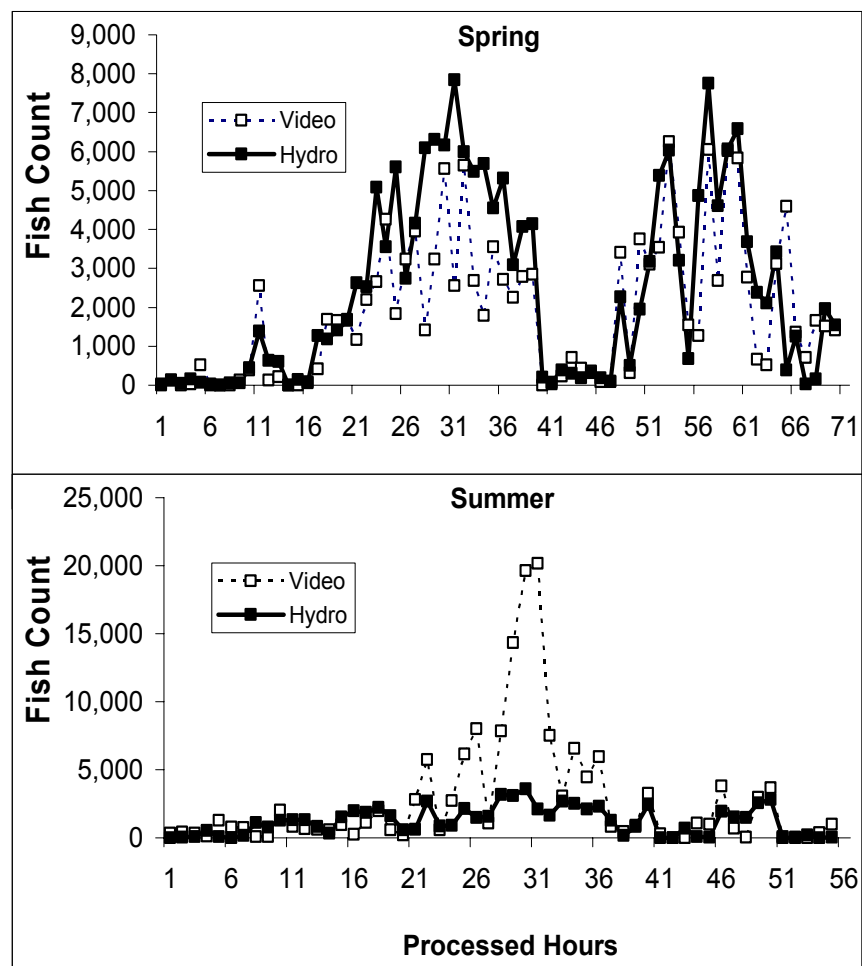 Spring
9,000
8,000
7,000
6,000
5,000
4,000
3,000
2,000
1,000
0
Fish Count
Video
Hydro
1 6 11 16 21 26 31 36 41 46 51 56 61 66 71
Summer
25,000
20,000
15,000
10,000
5,000
0
Fish Count
Video
Hydro
1 6 11 16 21 26 31 36 41 46 51 56
Processed Hours